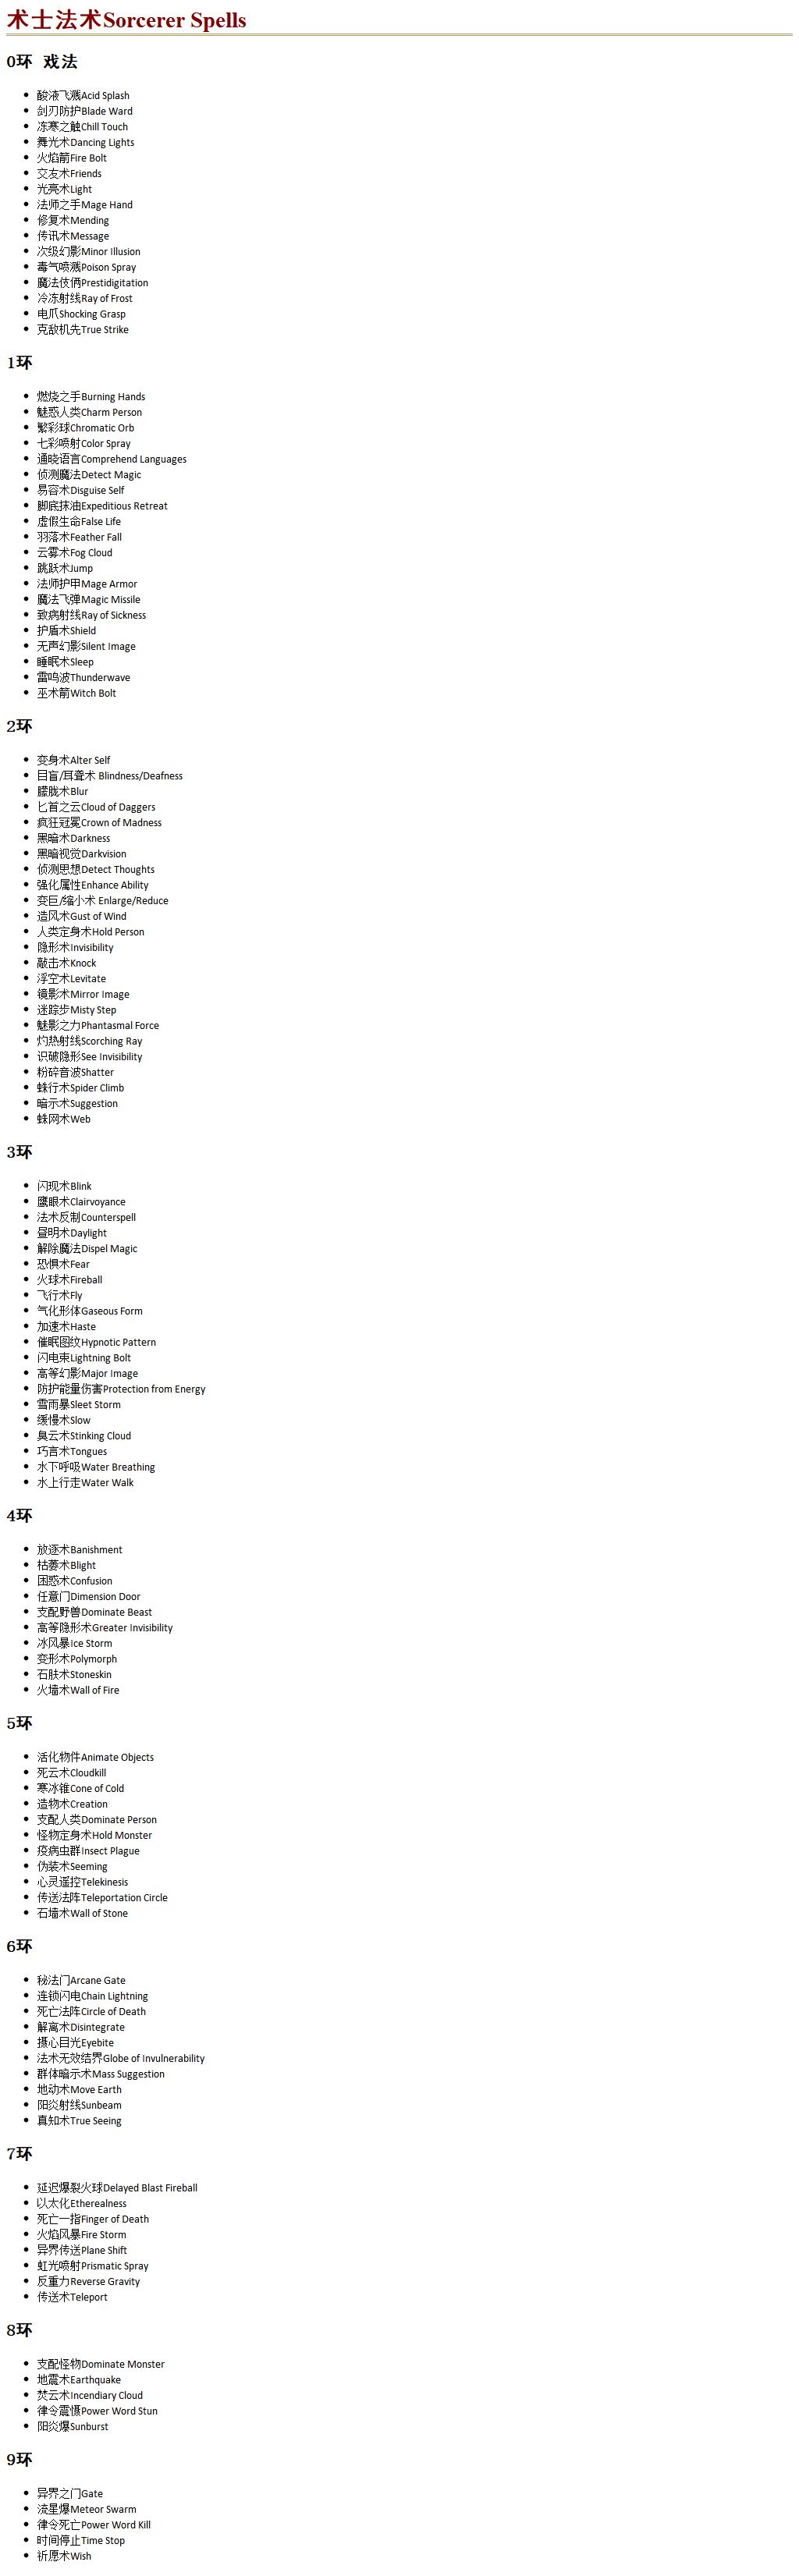 术士法术Sorcerer Spells
0环 戏法
酸液飞溅Acid Splash
剑刃防护Blade Ward
冻寒之触Chill Touch
舞光术Dancing Lights
火焰箭Fire Bolt
交友术Friends
光亮术Light
法师之手Mage Hand
修复术Mending
传讯术Message
次级幻影Minor Illusion
毒气喷溅Poison Spray
魔法伎俩Prestidigitation
冷冻射线Ray of Frost
电爪Shocking Grasp
克敌机先True Strike
1环
燃烧之手Burning Hands
魅惑人类Charm Person
繁彩球Chromatic Orb
七彩喷射Color Spray
通晓语言Comprehend Languages
侦测魔法Detect Magic
易容术Disguise Self
脚底抹油Expeditious Retreat
虚假生命False Life
羽落术Feather Fall
云雾术Fog Cloud
跳跃术Jump
法师护甲Mage Armor
魔法飞弹Magic Missile
致病射线Ray of Sickness
护盾术Shield
无声幻影Silent Image
睡眠术Sleep
雷鸣波Thunderwave
巫术箭Witch Bolt
2环
变身术Alter Self
目盲/耳聋术 Blindness/Deafness
朦胧术Blur
匕首之云Cloud of Daggers
疯狂冠冕Crown of Madness
黑暗术Darkness
黑暗视觉Darkvision
侦测思想Detect Thoughts
强化属性Enhance Ability
变巨/缩小术 Enlarge/Reduce
造风术Gust of Wind
人类定身术Hold Person
隐形术Invisibility
敲击术Knock
浮空术Levitate
镜影术Mirror Image
迷踪步Misty Step
魅影之力Phantasmal Force
灼热射线Scorching Ray
识破隐形See Invisibility
粉碎音波Shatter
蛛行术Spider Climb
暗示术Suggestion
蛛网术Web
3环
闪现术Blink
鹰眼术Clairvoyance
法术反制Counterspell
昼明术Daylight
解除魔法Dispel Magic
恐惧术Fear
火球术Fireball
飞行术Fly
气化形体Gaseous Form
加速术Haste
催眠图纹Hypnotic Pattern
闪电束Lightning Bolt
高等幻影Major Image
防护能量伤害Protection from Energy
雪雨暴Sleet Storm
缓慢术Slow
臭云术Stinking Cloud
巧言术Tongues
水下呼吸Water Breathing
水上行走Water Walk
4环
放逐术Banishment
枯萎术Blight
困惑术Confusion
任意门Dimension Door
支配野兽Dominate Beast
高等隐形术Greater Invisibility
冰风暴Ice Storm
变形术Polymorph
石肤术Stoneskin
火墙术Wall of Fire
5环
活化物件Animate Objects
死云术Cloudkill
寒冰锥Cone of Cold
造物术Creation
支配人类Dominate Person
怪物定身术Hold Monster
疫病虫群Insect Plague
伪装术Seeming
心灵遥控Telekinesis
传送法阵Teleportation Circle
石墙术Wall of Stone
6环
秘法门Arcane Gate
连锁闪电Chain Lightning
死亡法阵Circle of Death
解离术Disintegrate
摄心目光Eyebite
法术无效结界Globe of Invulnerability
群体暗示术Mass Suggestion
地动术Move Earth
阳炎射线Sunbeam
真知术True Seeing
7环
延迟爆裂火球Delayed Blast Fireball
以太化Etherealness
死亡一指Finger of Death
火焰风暴Fire Storm
异界传送Plane Shift
虹光喷射Prismatic Spray
反重力Reverse Gravity
传送术Teleport
8环
支配怪物Dominate Monster
地震术Earthquake
焚云术Incendiary Cloud
律令震慑Power Word Stun
阳炎爆Sunburst
9环
异界之门Gate
流星爆Meteor Swarm
律令死亡Power Word Kill
时间停止Time Stop
祈愿术Wish